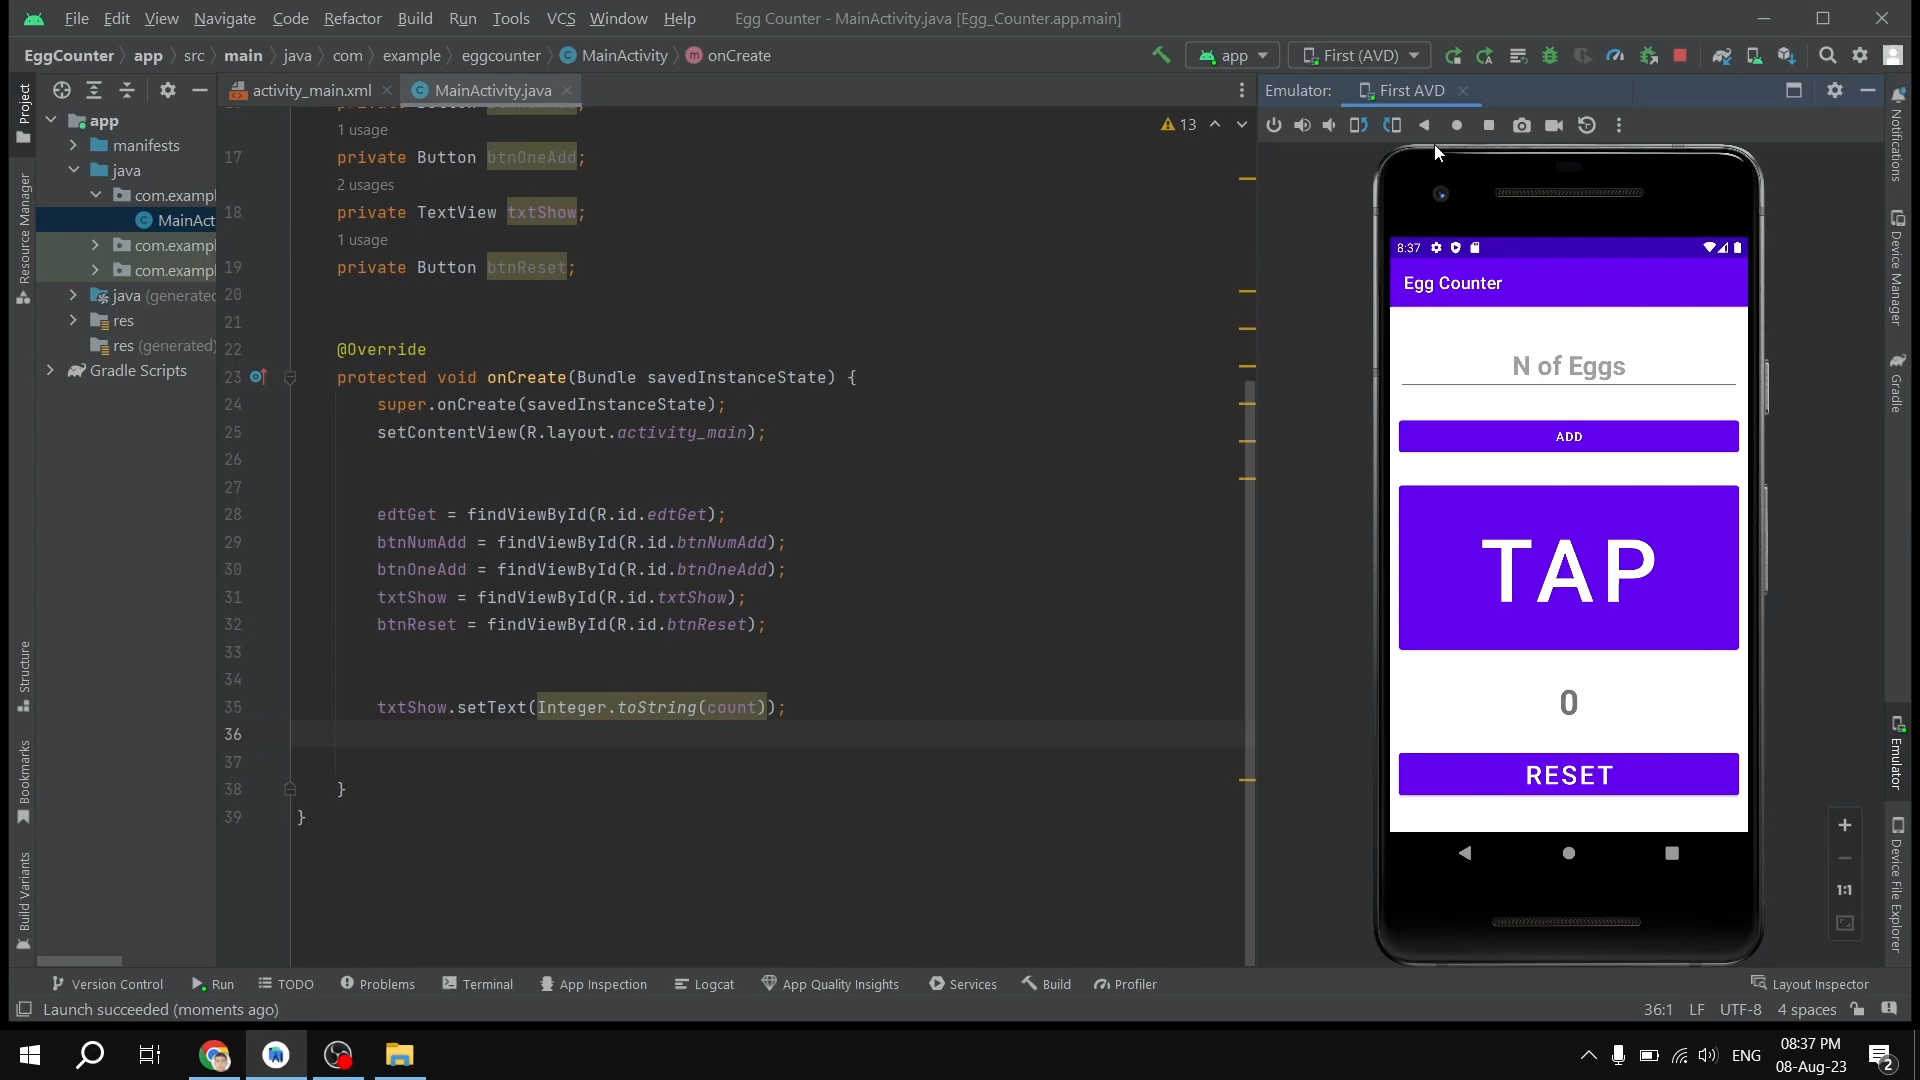 File Edit View Navigate Code Refactor Build Run Tools VCS Window Help Egg Counter - MainActivity.java [Egg_Counter.app.main]
EggCounter app src main java com example eggcounter MainActivity onCreate app First (AVD)
activity_main.xml MainActivity.java Emulator: First AVD
Project
Resource Manager
Structure
Bookmarks
Build Variants
app
manifests
java
com.exampl
MainAct
com.exampl
com.exampl
java (generated
res
res (generated)
Gradle Scripts
13
1 usage
17 private Button btnOneAdd;
2 usages
18 private TextView txtShow;
1 usage
19 private Button btnReset;
20
21
22 @Override
23 protected void onCreate(Bundle savedInstanceState) {
24 super.onCreate(savedInstanceState);
25 setContentView(R.layout.activity_main);
26
27
28 edtGet = findViewById(R.id.edtGet);
29 btnNumAdd = findViewById(R.id.btnNumAdd);
30 btnOneAdd = findViewById(R.id.btnOneAdd);
31 txtShow = findViewById(R.id.txtShow);
32 btnReset = findViewById(R.id.btnReset);
33
34
35 txtShow.setText(Integer.toString(count));
36
37
38 }
39 }
8:37
Egg Counter
N of Eggs
ADD
TAP
0
RESET
1:1
Notifications
Device Manager
Gradle
Emulator
Device File Explorer
Version Control Run TODO Problems Terminal App Inspection Logcat App Quality Insights Services Build Profiler Layout Inspector
Launch succeeded (moments ago) 36:1 LF UTF-8 4 spaces
ENG 08:37 PM
08-Aug-23 2